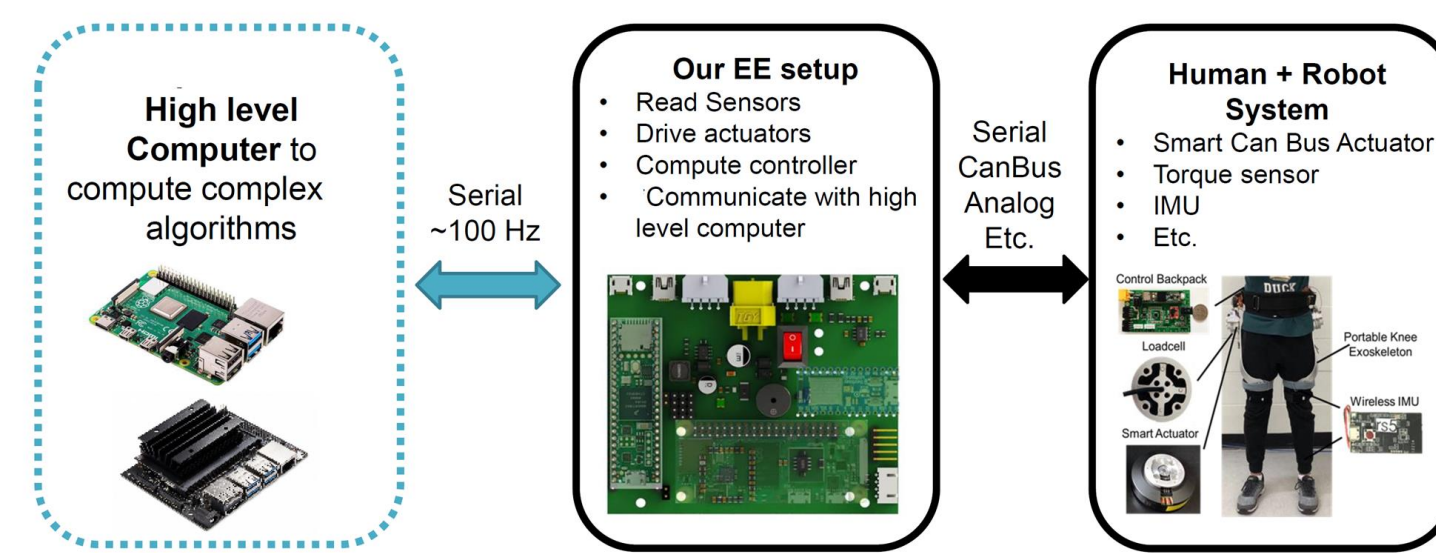 High level
Computer to
compute complex
algorithms
Serial
~100 Hz
Our EE setup
• Read Sensors
• Drive actuators
• Compute controller
• Communicate with high
level computer
Serial
CanBus
Analog
Etc.
Human + Robot
System
• Smart Can Bus Actuator
• Torque sensor
• IMU
• Etc.
Control Backpack
DUCK
Loadcell
Portable Knee
Exoskeleton
Wireless IMU
rs5
Smart Actuator